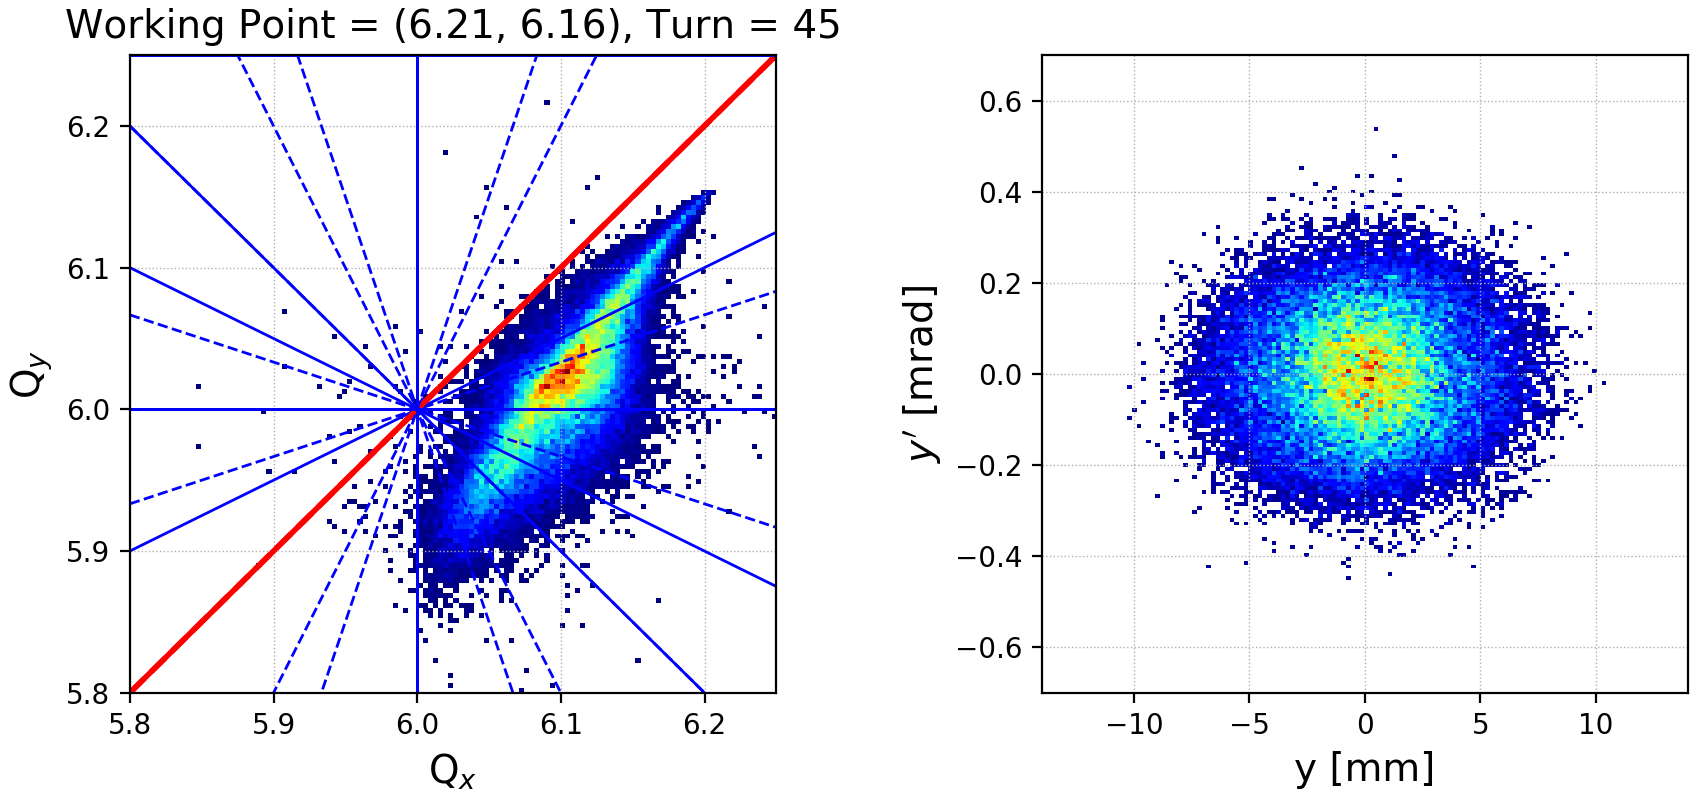 Working Point = (6.21, 6.16), Turn = 45
6.2
6.1
6.0
5.9
5.8
Q_y
5.8 5.9 6.0 6.1 6.2
Q_x
0.6
0.4
0.2
0.0
−0.2
−0.4
−0.6
y′ [mrad]
−10 −5 0 5 10
y [mm]